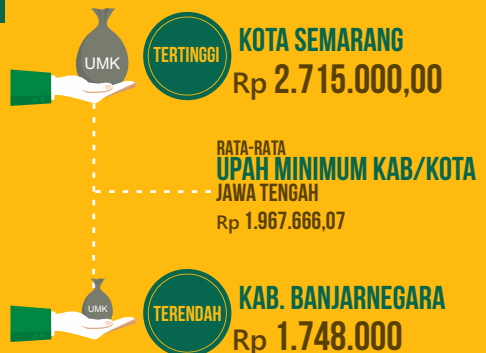 UMK
TERTINGGI
KOTA SEMARANG
Rp 2.715.000,00
RATA-RATA
UPAH MINIMUM KAB/KOTA
JAWA TENGAH
Rp 1.967.666,07
UMK
TERENDAH
KAB. BANJARNEGARA
Rp 1.748.000